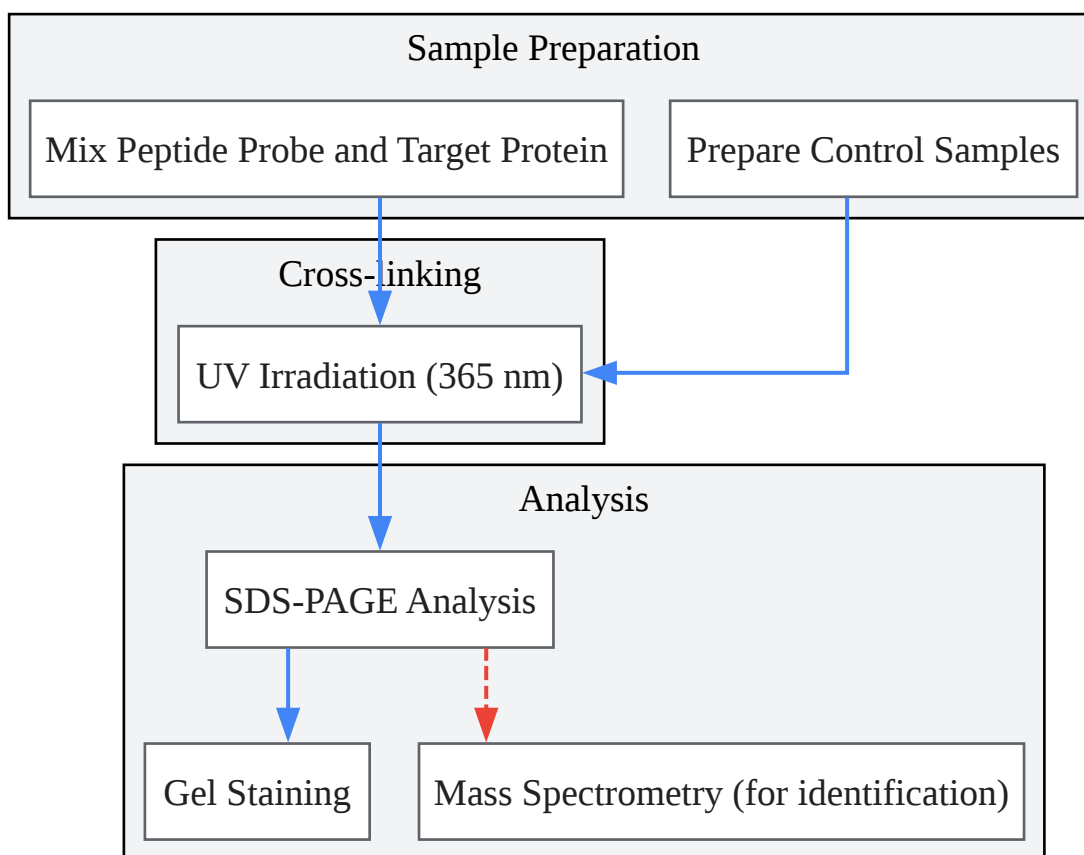 Sample Preparation
Mix Peptide Probe and Target Protein
Prepare Control Samples
Cross-linking
UV Irradiation (365 nm)
Analysis
SDS-PAGE Analysis
Gel Staining
Mass Spectrometry (for identification)